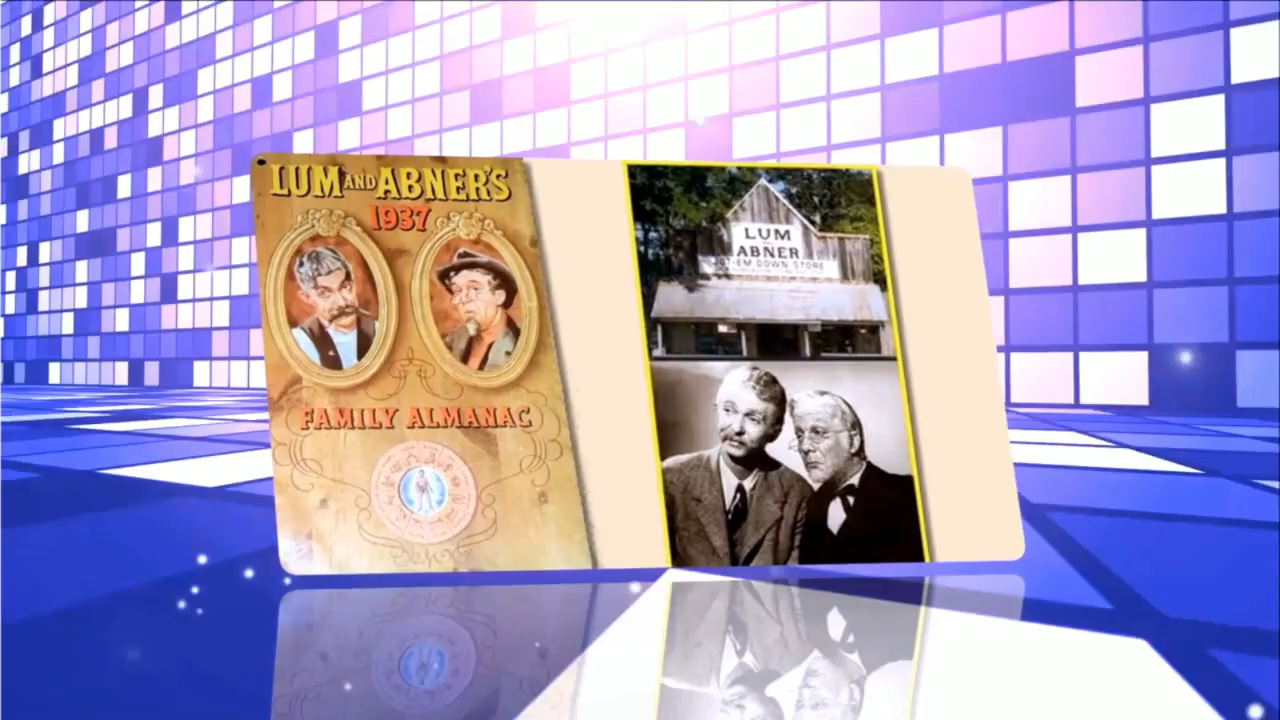 LUM AND ABNER'S
1937
FAMILY ALMANAC
LUM
ABNER
JOT-EM DOWN STORE